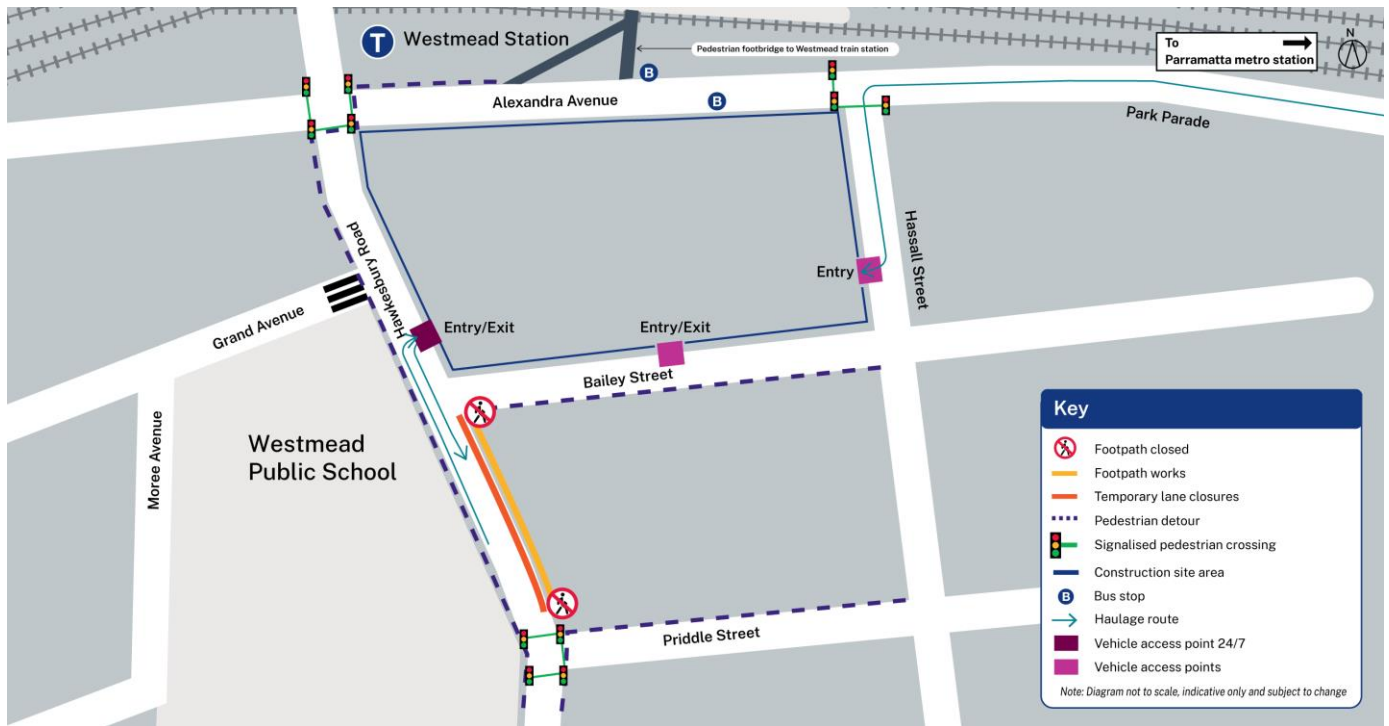 T
Westmead Station
Pedestrian footbridge to Westmead train station
To
Parramatta metro station
N
B
B
Alexandra Avenue
Park Parade
Hawkesbury Road
Hassall Street
Entry
Grand Avenue
Entry/Exit
Entry/Exit
Bailey Street
Westmead
Public School
Moree Avenue
Priddle Street
Key
Footpath closed
Footpath works
Temporary lane closures
Pedestrian detour
Signalised pedestrian crossing
Construction site area
B
Bus stop
Haulage route
Vehicle access point 24/7
Vehicle access points
Note: Diagram not to scale, indicative only and subject to change